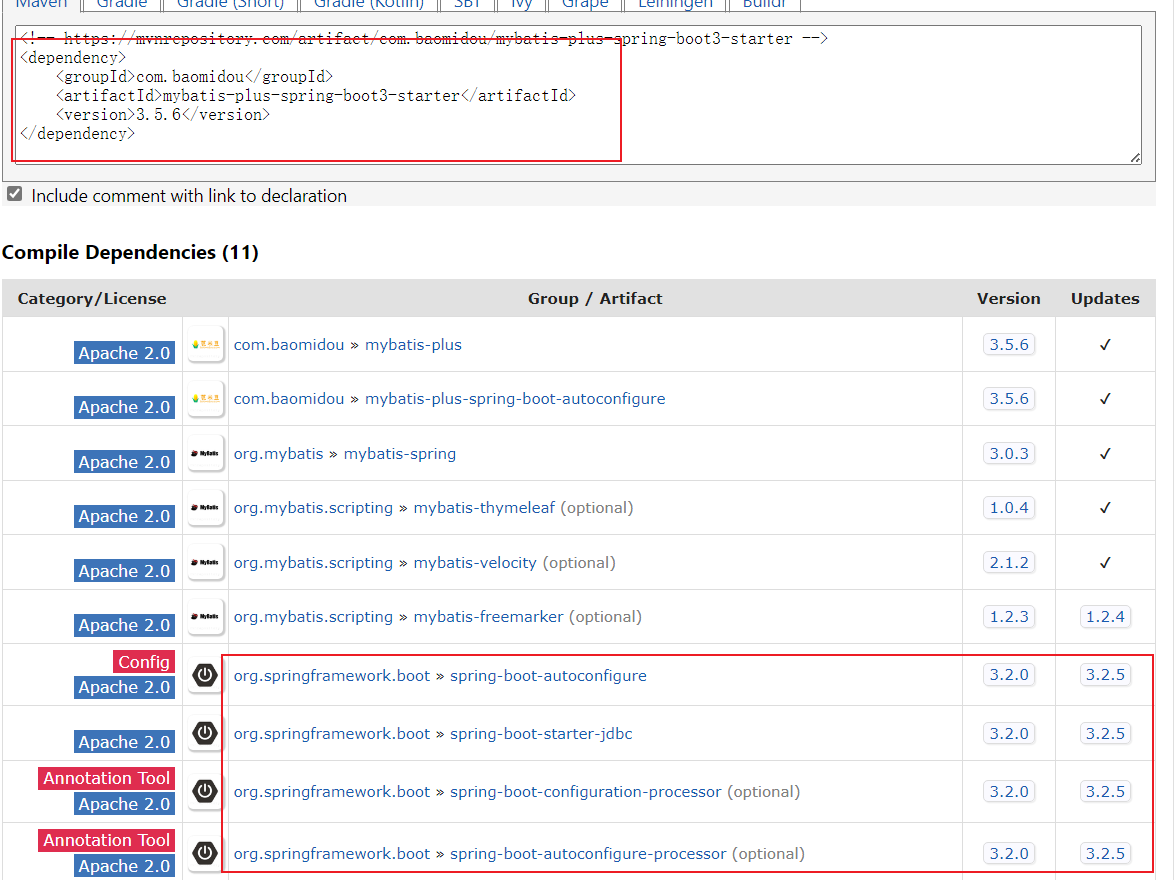 Maven Gradle Gradle (Short) Gradle (Kotlin) SBT Ivy Grape Leiningen Buildr
<!-- https://mvnrepository.com/artifact/com.baomidou/mybatis-plus-spring-boot3-starter -->
<dependency>
    <groupId>com.baomidou</groupId>
    <artifactId>mybatis-plus-spring-boot3-starter</artifactId>
    <version>3.5.6</version>
</dependency>
Include comment with link to declaration
Compile Dependencies (11)
Category/License Group / Artifact Version Updates
Apache 2.0 com.baomidou » mybatis-plus 3.5.6 ✓
Apache 2.0 com.baomidou » mybatis-plus-spring-boot-autoconfigure 3.5.6 ✓
Apache 2.0 MyBatis org.mybatis » mybatis-spring 3.0.3 ✓
Apache 2.0 MyBatis org.mybatis.scripting » mybatis-thymeleaf (optional) 1.0.4 ✓
Apache 2.0 MyBatis org.mybatis.scripting » mybatis-velocity (optional) 2.1.2 ✓
Apache 2.0 MyBatis org.mybatis.scripting » mybatis-freemarker (optional) 1.2.3 1.2.4
Config
Apache 2.0 org.springframework.boot » spring-boot-autoconfigure 3.2.0 3.2.5
Apache 2.0 org.springframework.boot » spring-boot-starter-jdbc 3.2.0 3.2.5
Annotation Tool
Apache 2.0 org.springframework.boot » spring-boot-configuration-processor (optional) 3.2.0 3.2.5
Annotation Tool
Apache 2.0 org.springframework.boot » spring-boot-autoconfigure-processor (optional) 3.2.0 3.2.5